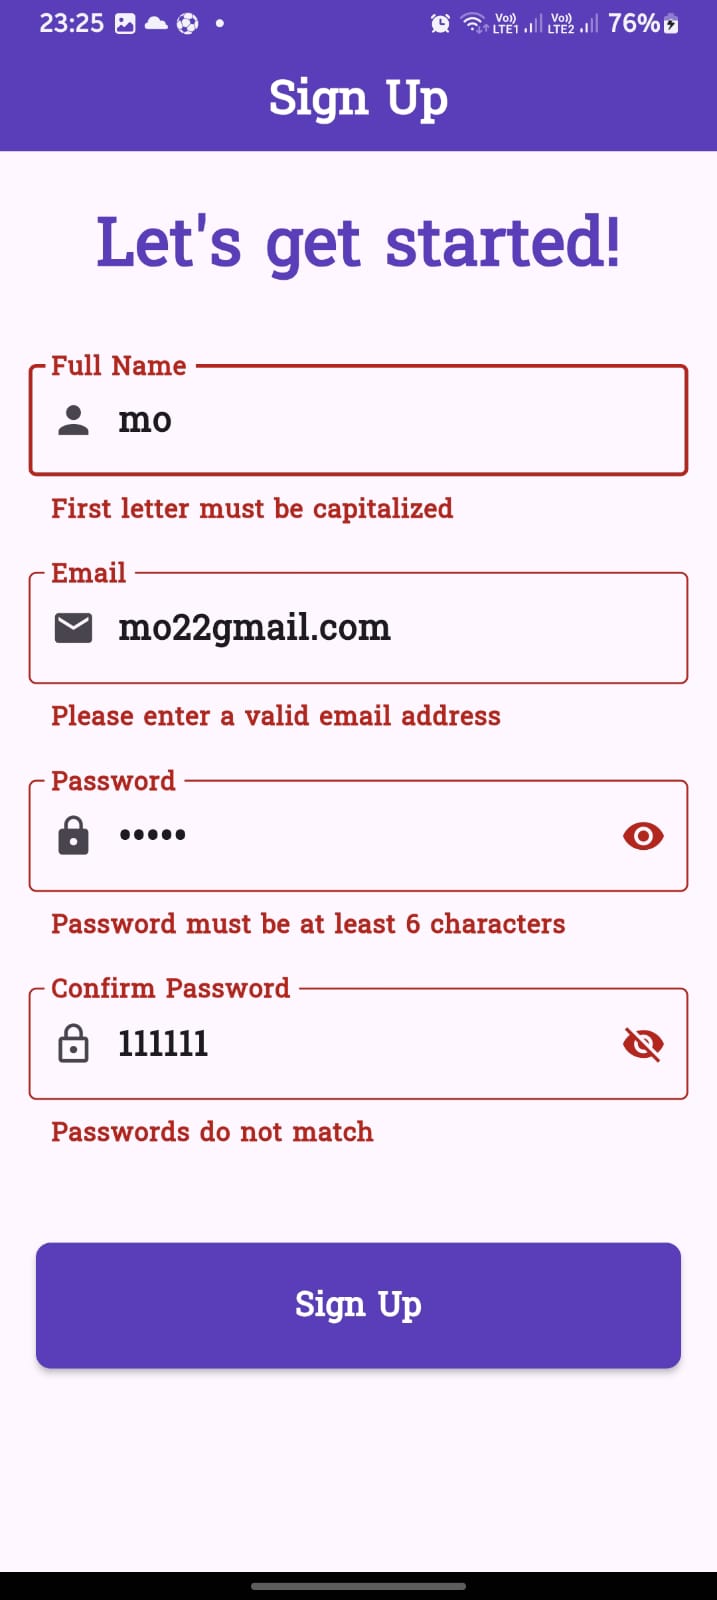 23:25 Vo)) LTE1 Vo)) LTE2 76%
Sign Up
Let's get started!
Full Name
mo
First letter must be capitalized
Email
mo22gmail.com
Please enter a valid email address
Password
•••••
Password must be at least 6 characters
Confirm Password
111111
Passwords do not match
Sign Up